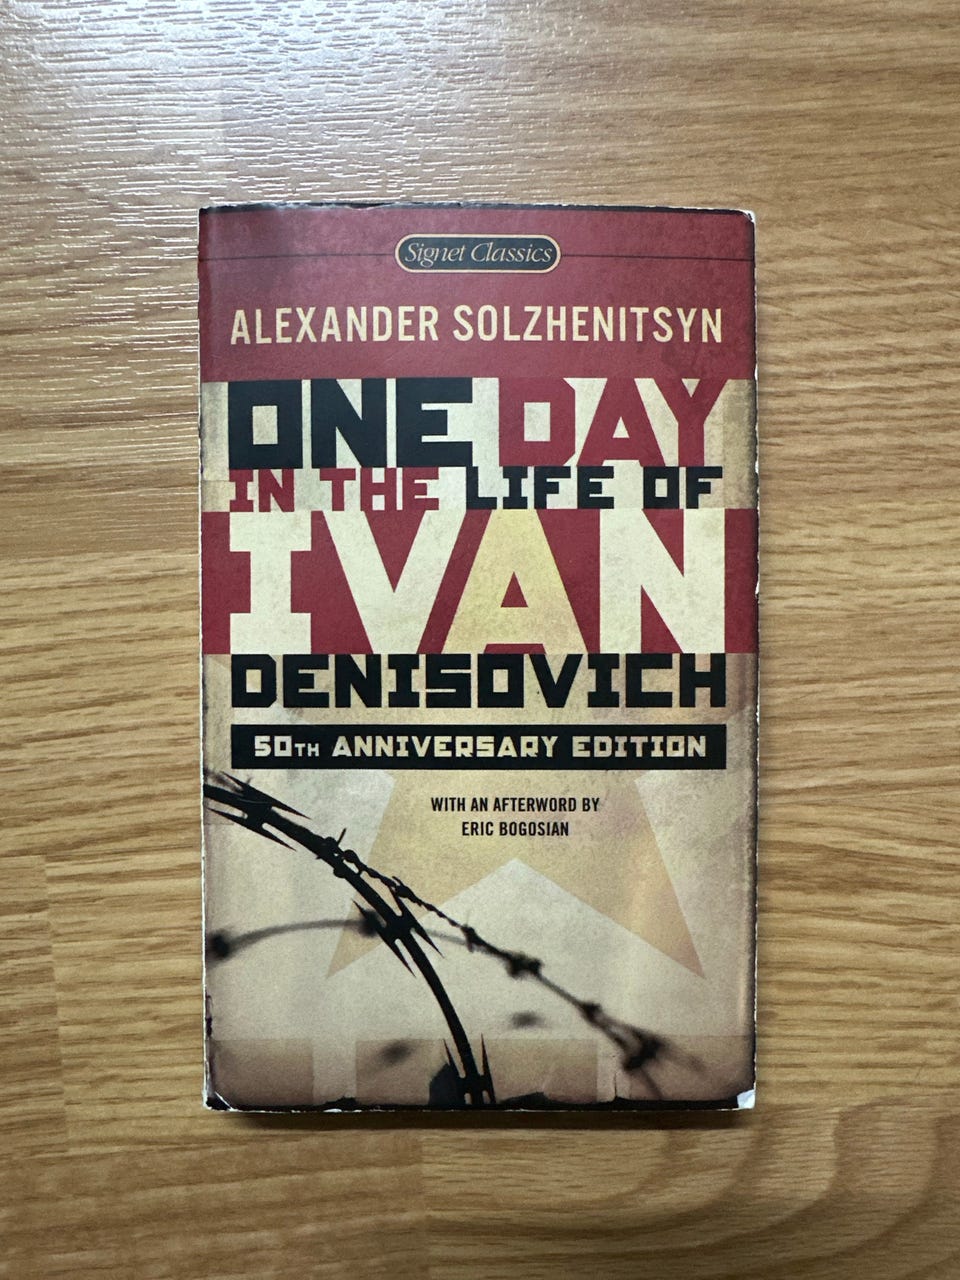 Signet Classics
ALEXANDER SOLZHENITSYN
ONE DAY
IN THE LIFE OF
IVAN
DENISOVICH
50TH ANNIVERSARY EDITION
WITH AN AFTERWORD BY
ERIC BOGOSIAN